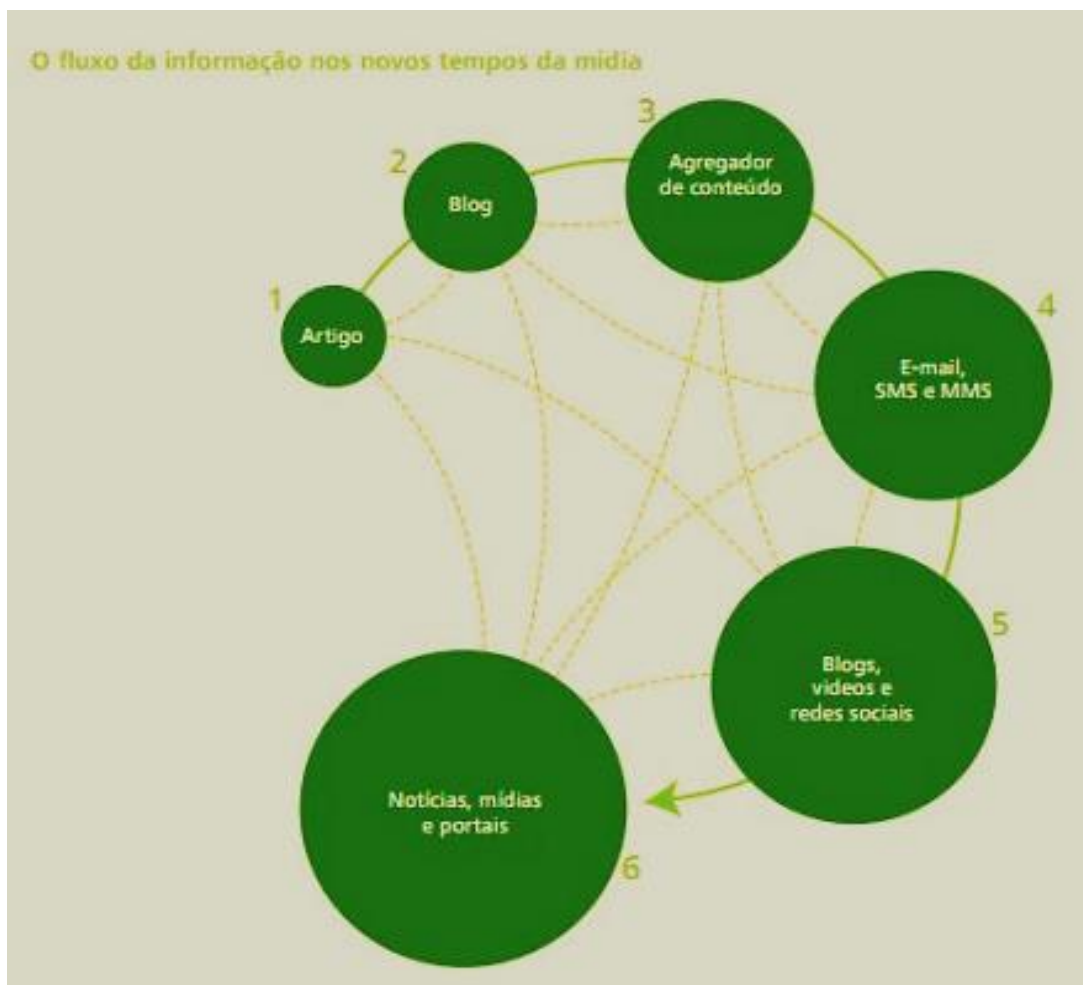 O fluxo da informação nos novos tempos da mídia
1
Artigo
2
Blog
3
Agregador
de conteúdo
4
E-mail,
SMS e MMS
5
Blogs,
videos e
redes sociais
6
Notícias, mídias
e portais